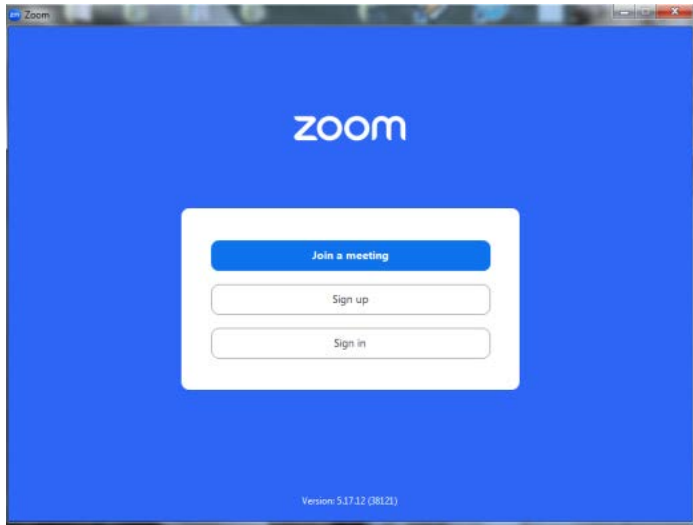 Zoom
zoom
Join a meeting
Sign up
Sign in
Version: 5.17.12 (38121)